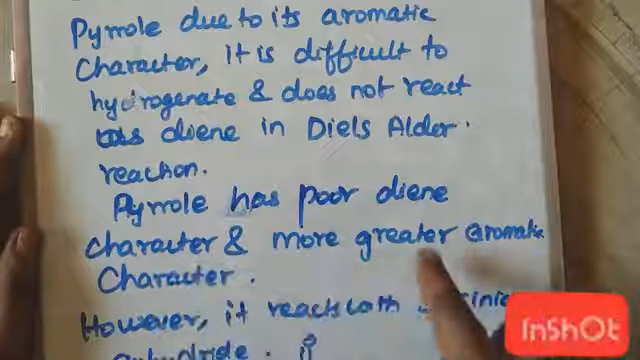 Pyrrole due to its aromatic
Character, it is difficult to
hydrogenate & does not react
as diene in Diels Alder
reaction.
Pyrrole has poor diene
character & more greater aromatic
Character.
However, it reacts with
InShOt